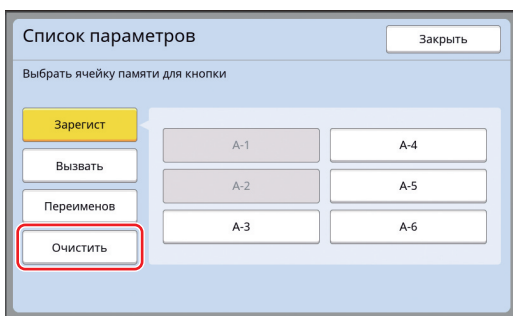 Список параметров
Закрыть
Выбрать ячейку памяти для кнопки
Зарегист
Вызвать
Переименов
Очистить
A-1
A-4
A-2
A-5
A-3
A-6